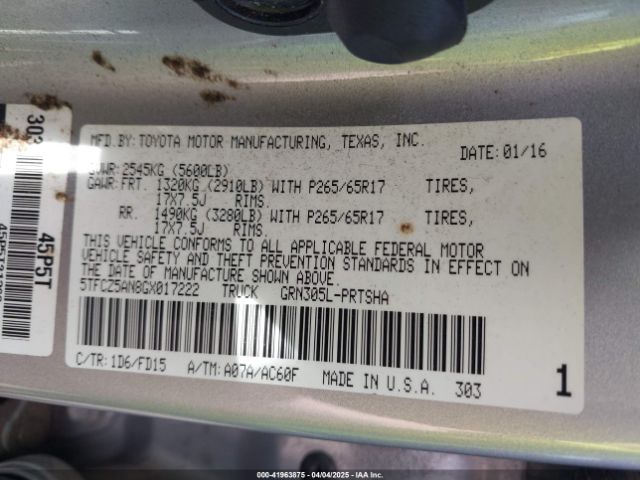 MFD.BY:TOYOTA MOTOR MANUFACTURING, TEXAS, INC.
DATE:01/16
GVWR:2545KG (5600LB)
GAWR:FRT. 1320KG (2910LB) WITH P265/65R17 TIRES,
17X7.5J RIMS.
RR. 1490KG (3280LB) WITH P265/65R17 TIRES,
17X7.5J RIMS.
THIS VEHICLE CONFORMS TO ALL APPLICABLE FEDERAL MOTOR
VEHICLE SAFETY AND THEFT PREVENTION STANDARDS IN EFFECT ON
THE DATE OF MANUFACTURE SHOWN ABOVE.
5TFCZ5AN8GX017222 TRUCK GRN305L-PRTSHA
C/TR:1D6/FD15 A/TM:A07A/AC60F MADE IN U.S.A. 303
1
303
45P5T
000-41963875 - 04/04/2025 - IAA Inc.